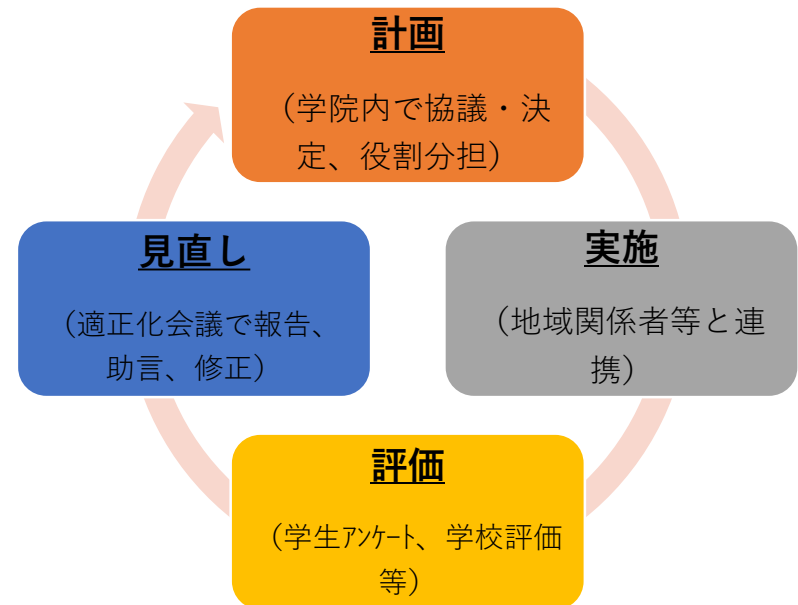 計画
（学院内で協議・決
定、役割分担）
見直し
（適正化会議で報告、
助言、修正）
実施
（地域関係者等と連
携）
評価
（学生ｱﾝｹｰﾄ、学校評価
等）